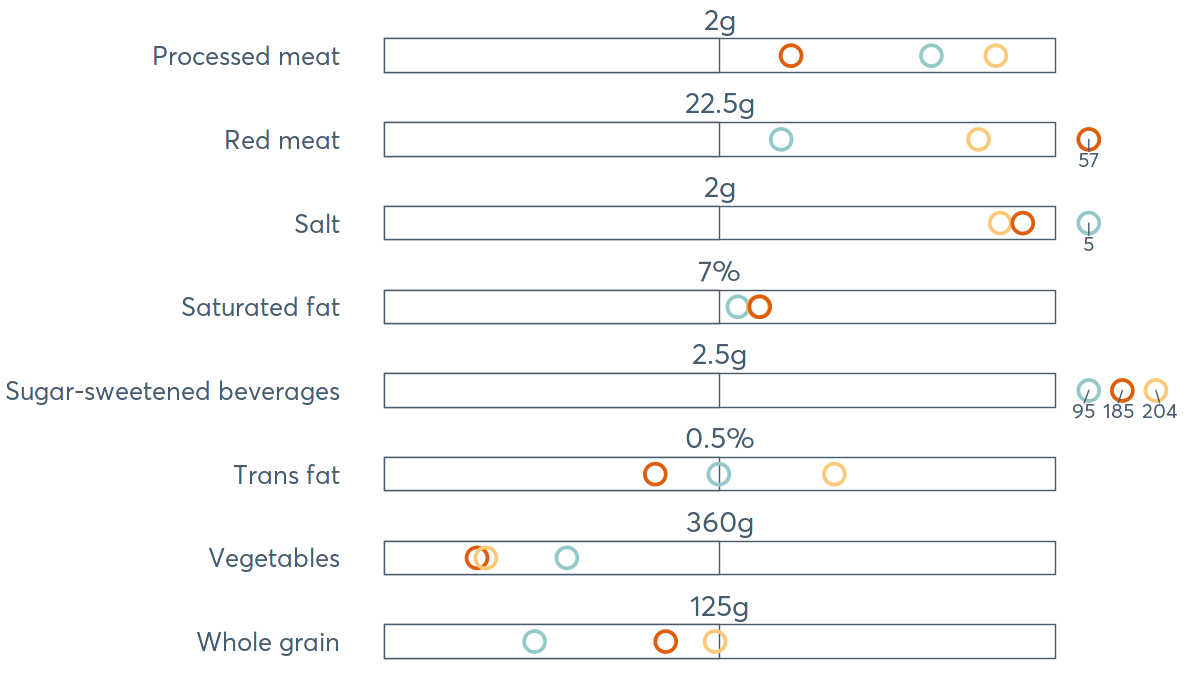 2g
Processed meat
22.5g
Red meat
57
2g
Salt
5
7%
Saturated fat
2.5g
Sugar-sweetened beverages
95 185 204
0.5%
Trans fat
360g
Vegetables
125g
Whole grain